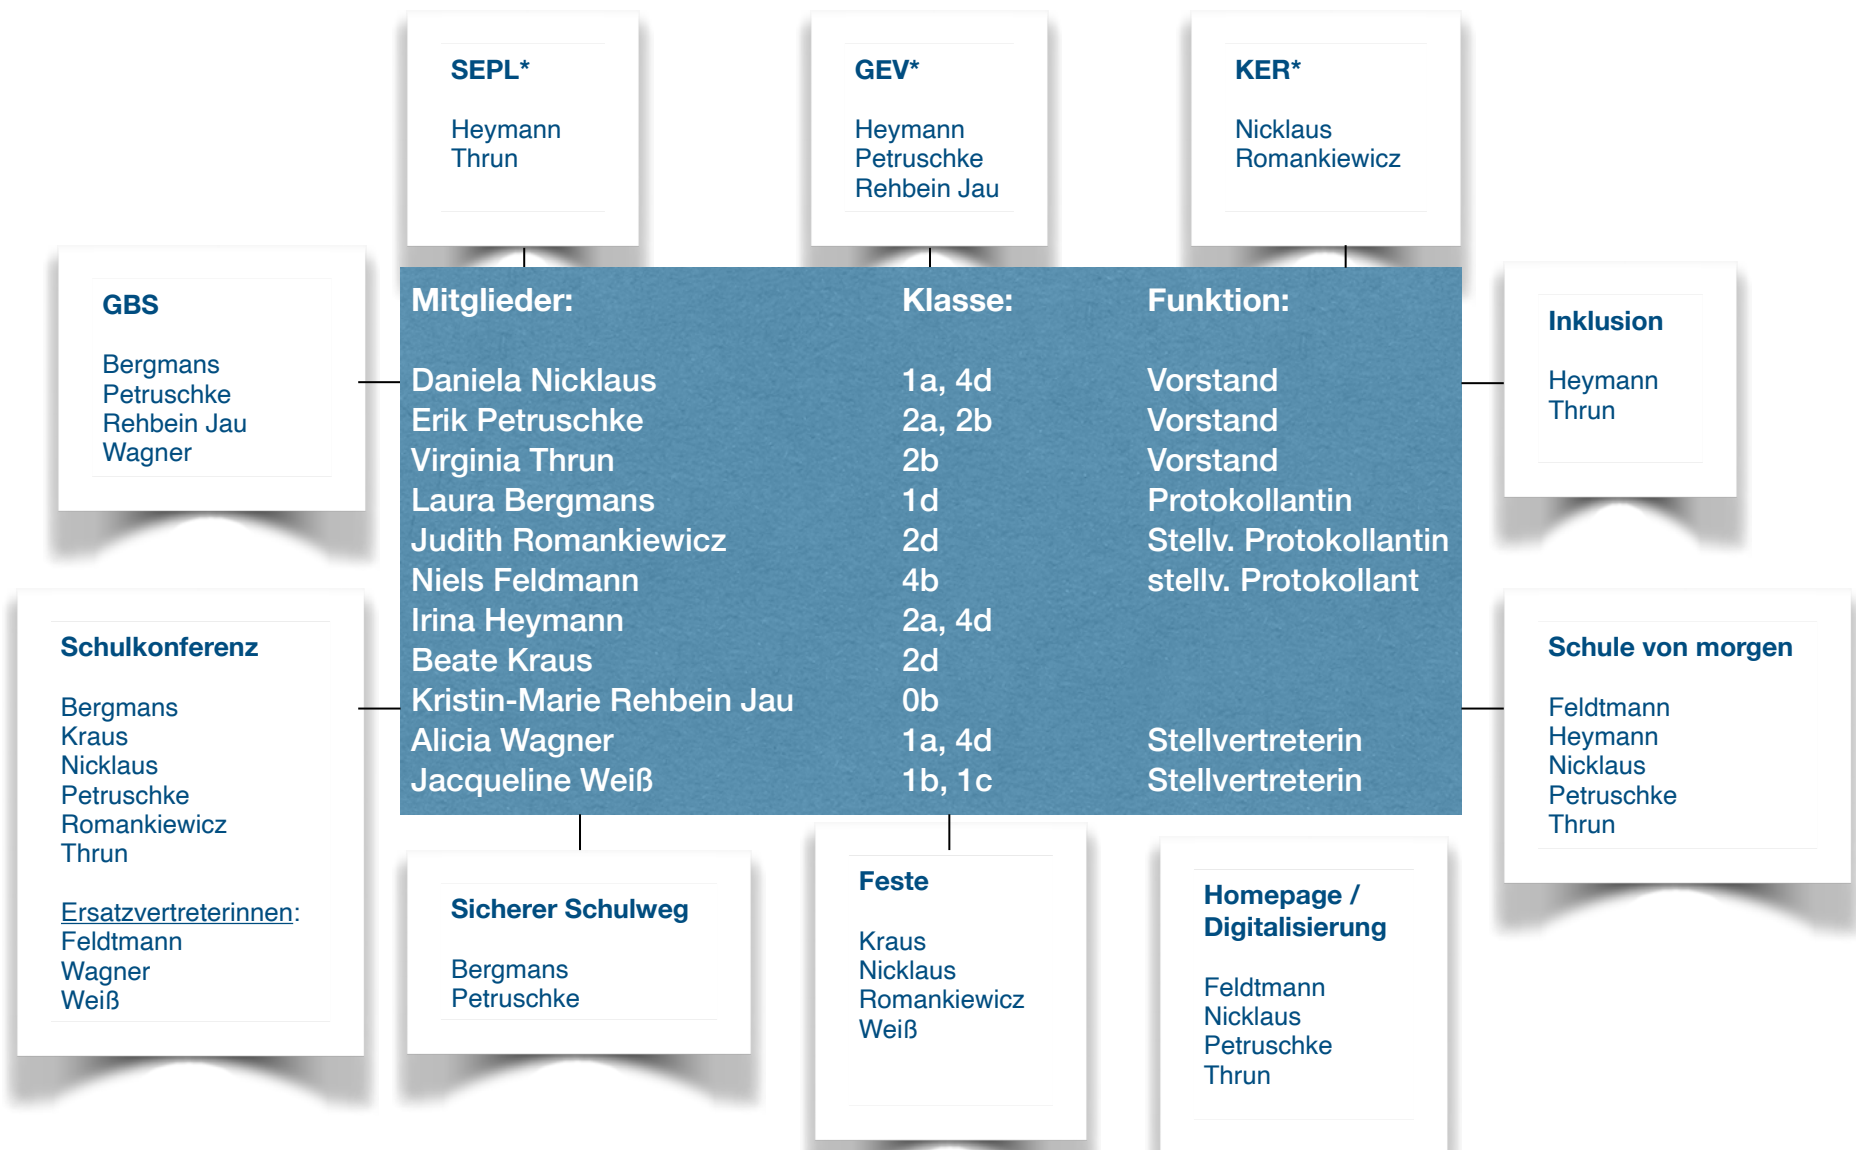 SEPL*
Heymann
Thrun
GEV*
Heymann
Petruschke
Rehbein Jau
KER*
Nicklaus
Romankiewicz
GBS
Bergmans
Petruschke
Rehbein Jau
Wagner
Mitglieder: Klasse: Funktion:
Daniela Nicklaus 1a, 4d Vorstand
Erik Petruschke 2a, 2b Vorstand
Virginia Thrun 2b Vorstand
Laura Bergmans 1d Protokollantin
Judith Romankiewicz 2d Stellv. Protokollantin
Niels Feldmann 4b stellv. Protokollant
Irina Heymann 2a, 4d
Beate Kraus 2d
Kristin-Marie Rehbein Jau 0b
Alicia Wagner 1a, 4d Stellvertreterin
Jacqueline Weiß 1b, 1c Stellvertreterin
Inklusion
Heymann
Thrun
Schulkonferenz
Bergmans
Kraus
Nicklaus
Petruschke
Romankiewicz
Thrun
Ersatzvertreterinnen:
Feldtmann
Wagner
Weiß
Schule von morgen
Feldtmann
Heymann
Nicklaus
Petruschke
Thrun
Sicherer Schulweg
Bergmans
Petruschke
Feste
Kraus
Nicklaus
Romankiewicz
Weiß
Homepage /
Digitalisierung
Feldtmann
Nicklaus
Petruschke
Thrun